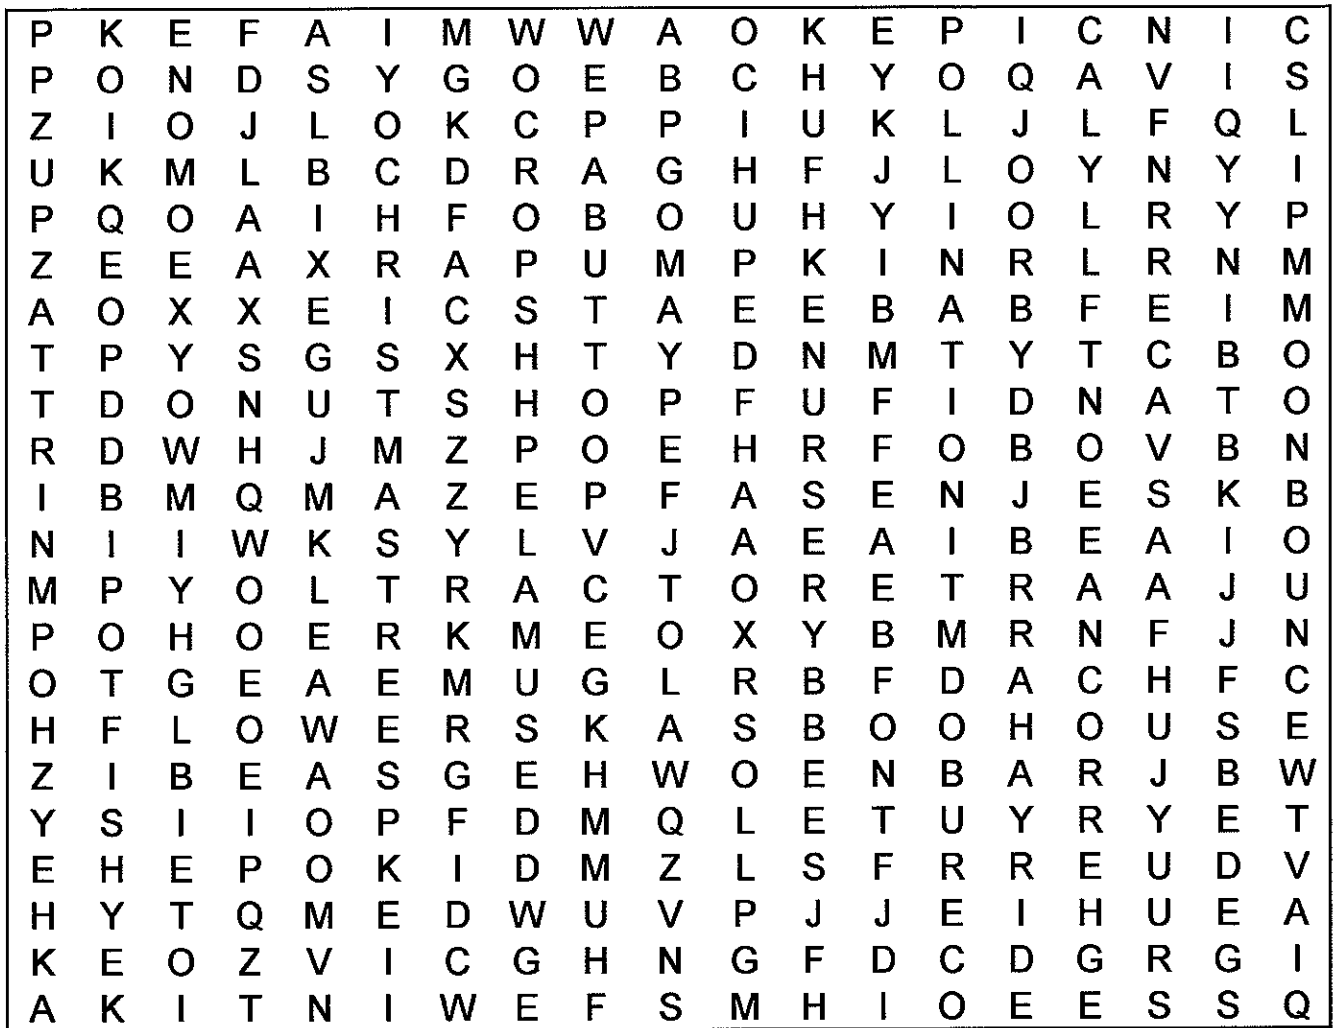 P K E F A I M W W A O K E P I C N I C
P O N D S Y G O E B C H Y O Q A V I S
Z I O J L O K C P P I U K L J L F Q L
U K M L B C D R A G H F J L O Y N Y I
P Q O A I H F O B O U H Y I O L R Y P
Z E E A X R A P U M P K I N R L R N M
A O X X E I C S T A E E B A B F E I M
T P Y S G S X H T Y D N M T Y T C B O
T D O N U T S H O P F U F I D N A T O
R D W H J M Z P O E H R F O B O V B N
I B M Q M A Z E P F A S E N J E S K B
N I I W K S Y L V J A E A I B E A I O
M P Y O L T R A C T O R E T R A A J U
P O H O E R K M E O X Y B M R N F J N
O T G E A E M U G L R B F D A C H F C
H F L O W E R S K A S B O O H O U S E
Z I B E A S G E H W O E N B A R J B W
Y S I I O P F D M Q L E T U Y R Y E T
E H E P O K I D M Z L S F R R E U D V
H Y T Q M E D W U V P J J E I H U E A
K E O Z V I C G H N G F D C D G R G I
A K I T N I W E F S M H I O E E S S Q